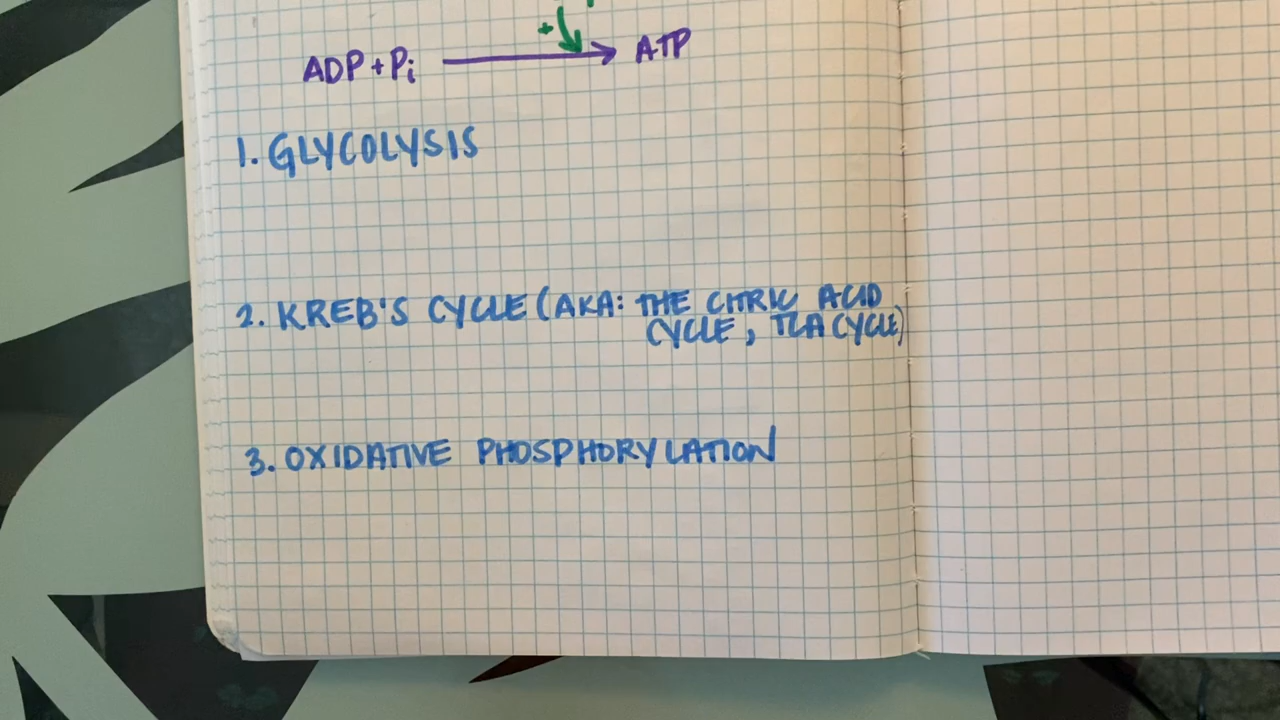 +
ADP+Pi → ATP
1. GLYCOLYSIS
2. KREB'S CYCLE (AKA: THE CITRIC ACID
CYCLE, TCA CYCLE)
3. OXIDATIVE PHOSPHORYLATION